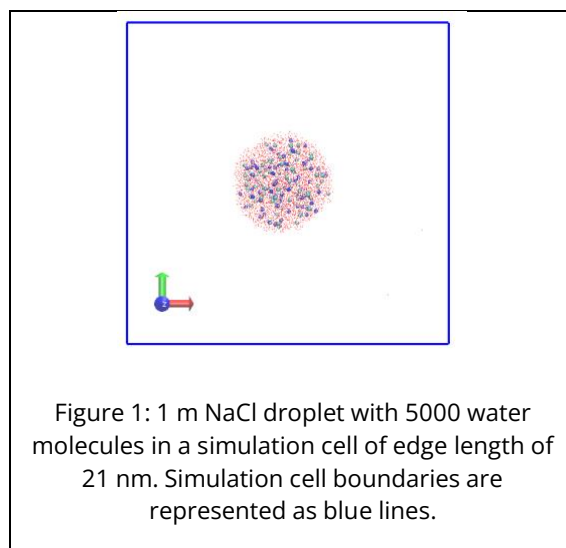 Figure 1: 1 m NaCl droplet with 5000 water
molecules in a simulation cell of edge length of
21 nm. Simulation cell boundaries are
represented as blue lines.